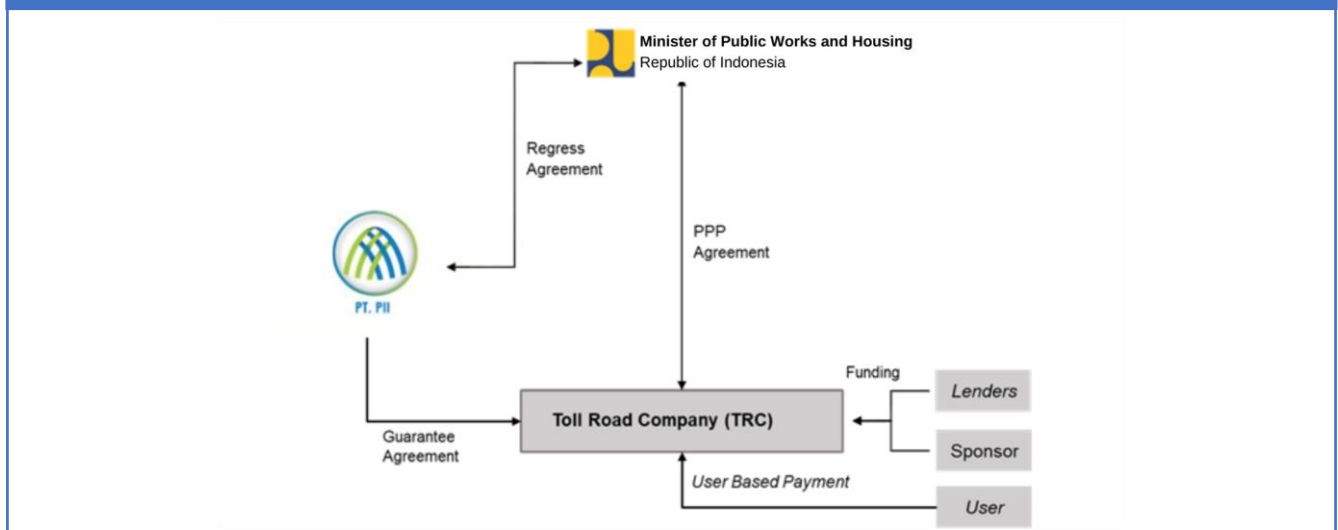 Minister of Public Works and Housing
Republic of Indonesia
Regress
Agreement
PPP
Agreement
PT. PII
Funding
Lenders
Toll Road Company (TRC)
Sponsor
Guarantee
Agreement
User Based Payment
User